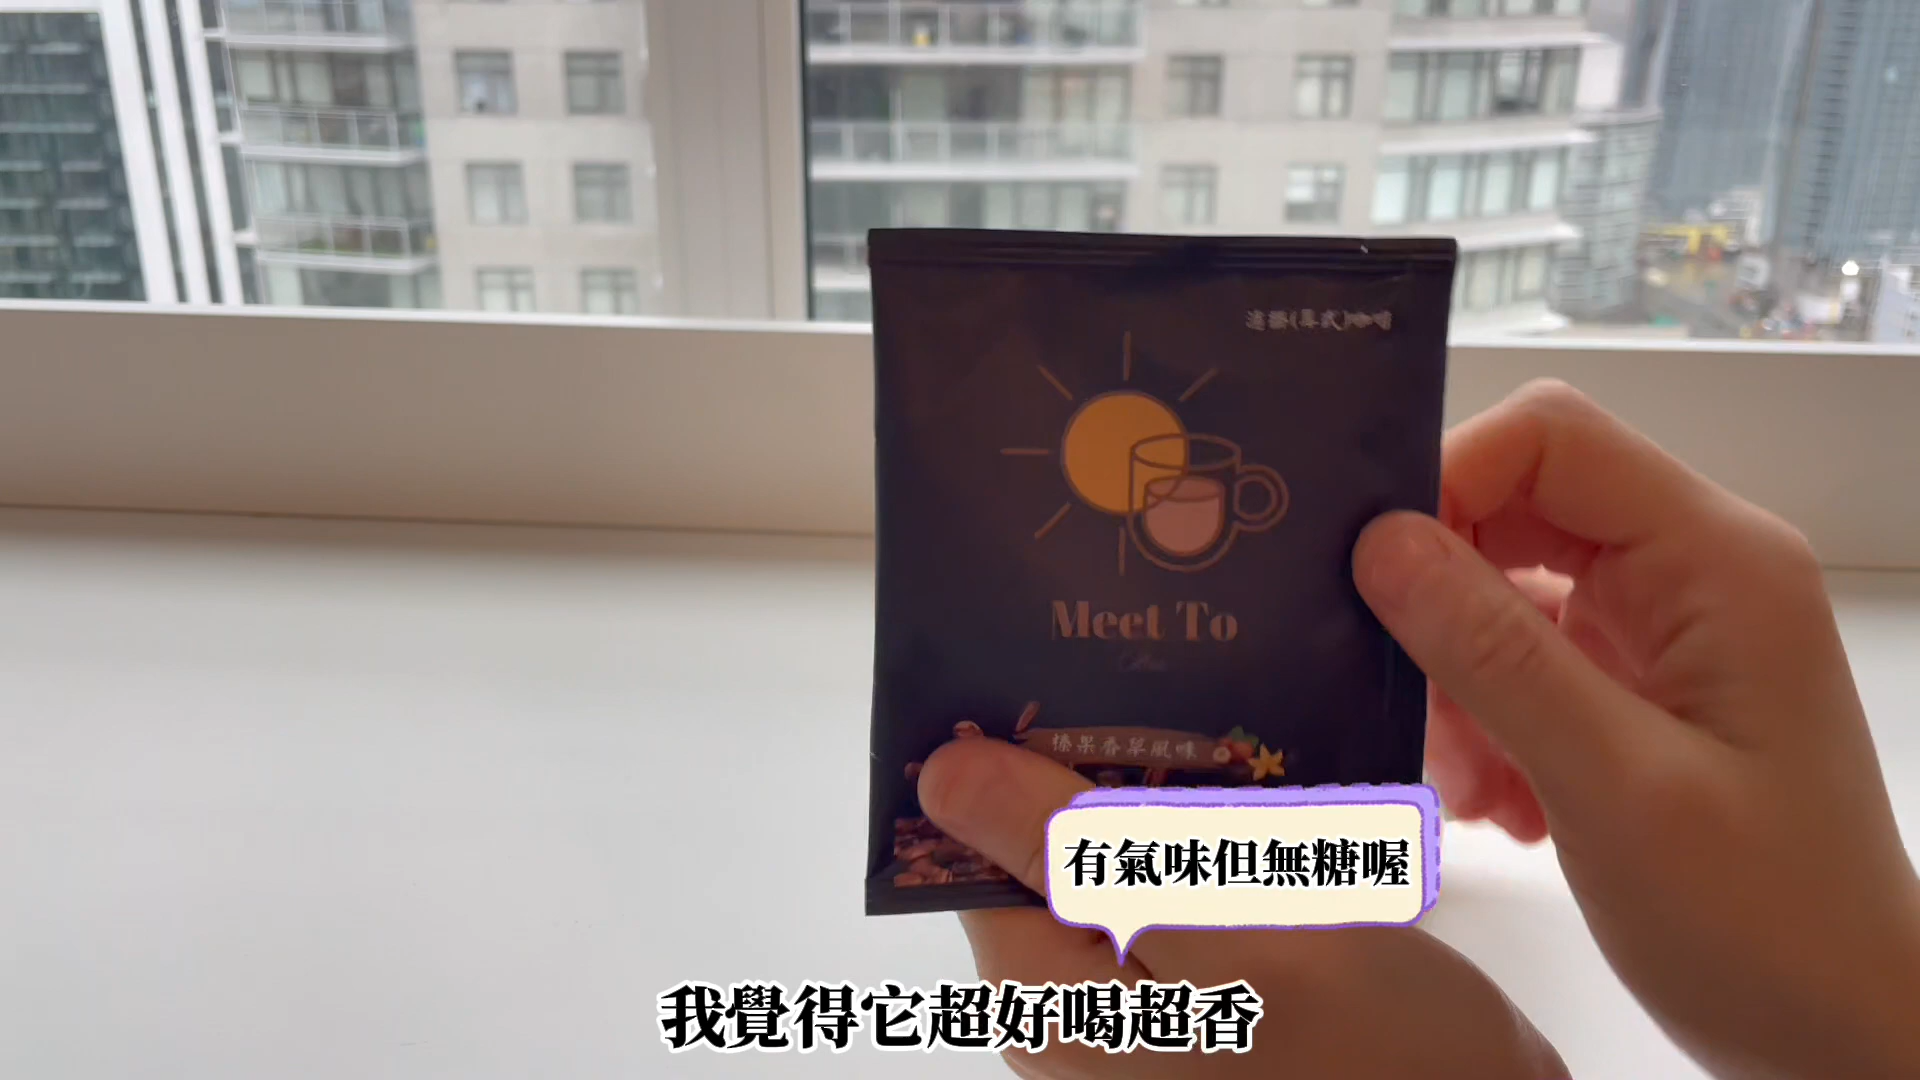 濾掛(耳式)咖啡
Meet To
榛果香草風味
有氣味但無糖喔
我覺得它超好喝超香